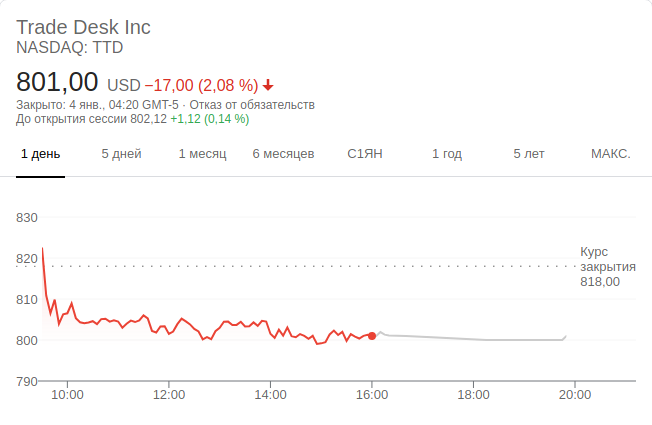 Trade Desk Inc
NASDAQ: TTD
801,00 USD −17,00 (2,08 %)
Закрыто: 4 янв., 04:20 GMT-5 · Отказ от обязательств
До открытия сессии 802,12 +1,12 (0,14 %)
1 день 5 дней 1 месяц 6 месяцев С1ЯН 1 год 5 лет МАКС.
830
820
810
800
790
Курс
закрытия
818,00
10:00 12:00 14:00 16:00 18:00 20:00